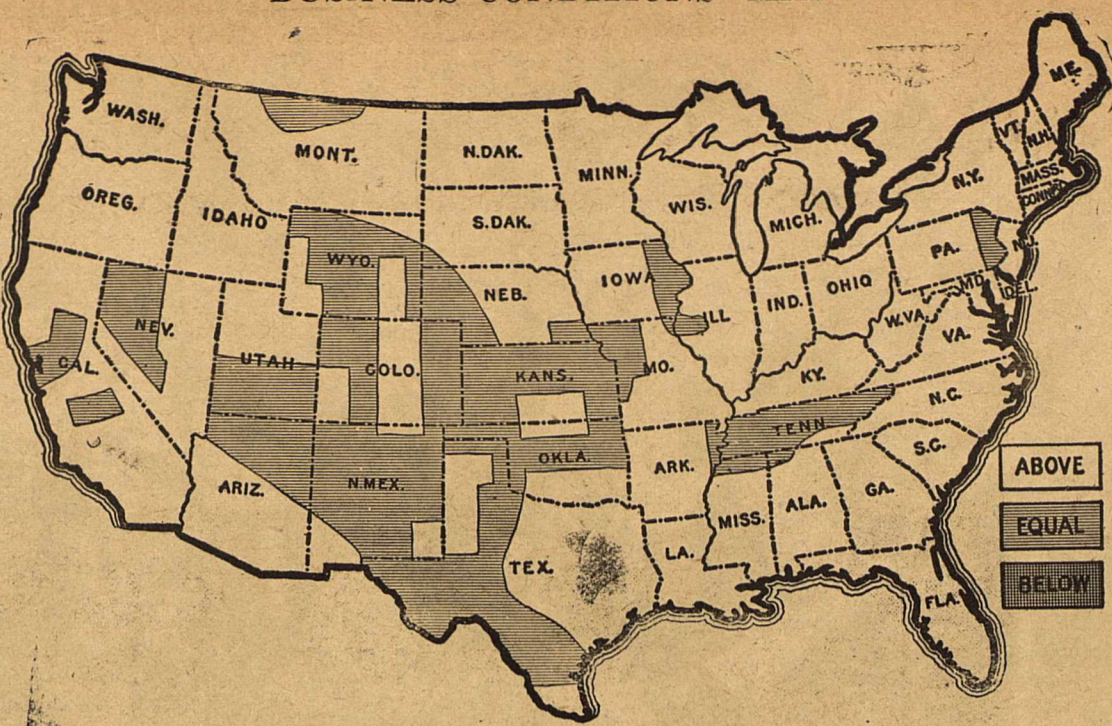 WASH.
MONT.
N.DAK.
MINN.
OREG.
IDAHO
S.DAK.
WIS.
MICH.
N.Y.
VT.
N.H.
ME.
MASS.
CONN.
WYO.
NEB.
IOWA
ILL
IND.
OHIO
PA.
N.J.
MD.
DEL.
W.VA.
VA.
NEV.
CAL.
UTAH
COLO.
KANS.
MO.
KY.
N.C.
TENN
S.C.
ARIZ.
N.MEX.
OKLA.
ARK.
MISS.
ALA.
GA.
TEX.
LA.
FLA.
ABOVE
EQUAL
BELOW